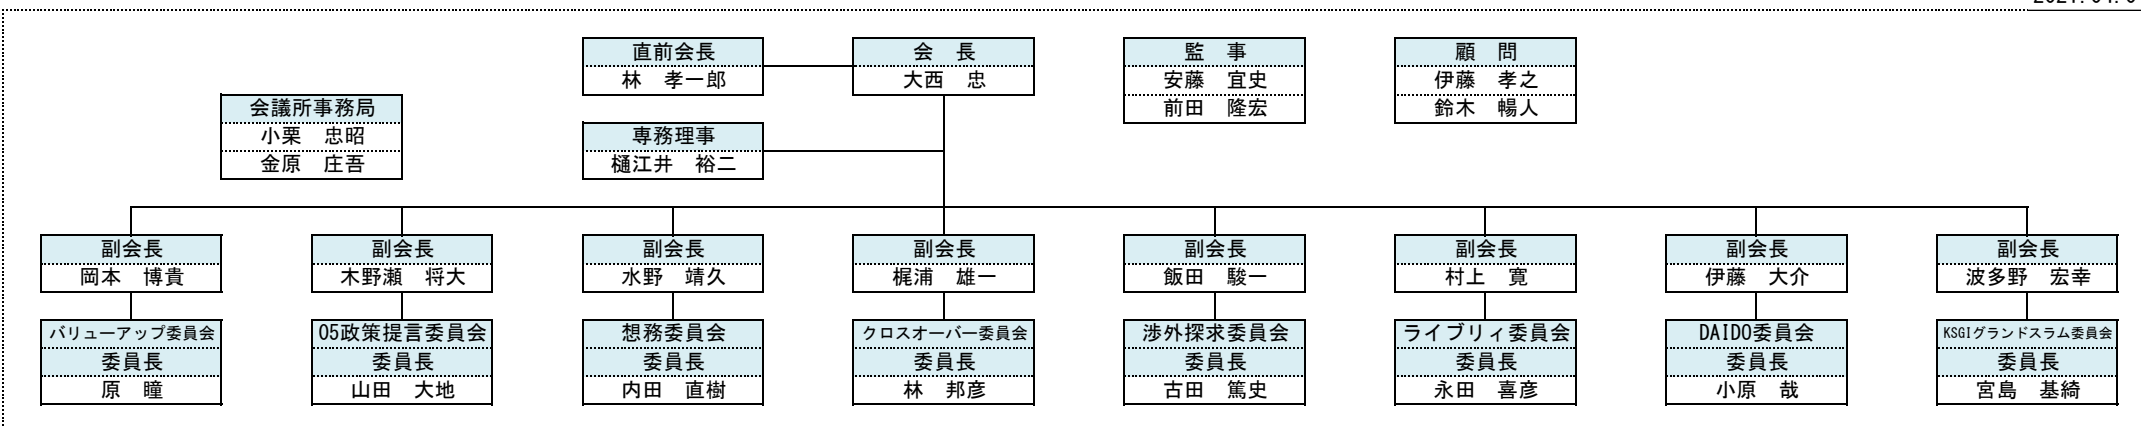 直前会長
林　孝一郎
会　長
大西　忠
監　事
安藤　宜史
前田　隆宏
顧　問
伊藤　孝之
鈴木　暢人
会議所事務局
小栗　忠昭
金原　庄吾
専務理事
樋江井　裕二
副会長
岡本　博貴
副会長
木野瀬　将大
副会長
水野　靖久
副会長
梶浦　雄一
副会長
飯田　駿一
副会長
村上　寛
副会長
伊藤　大介
副会長
波多野　宏幸
バリューアップ委員会
委員長
原　瞳
05政策提言委員会
委員長
山田　大地
想務委員会
委員長
内田　直樹
クロスオーバー委員会
委員長
林　邦彦
渉外探求委員会
委員長
古田　篤史
ライブリィ委員会
委員長
永田　喜彦
DAIDO委員会
委員長
小原　哉
KSGIグランドスラム委員会
委員長
宮島　基綺